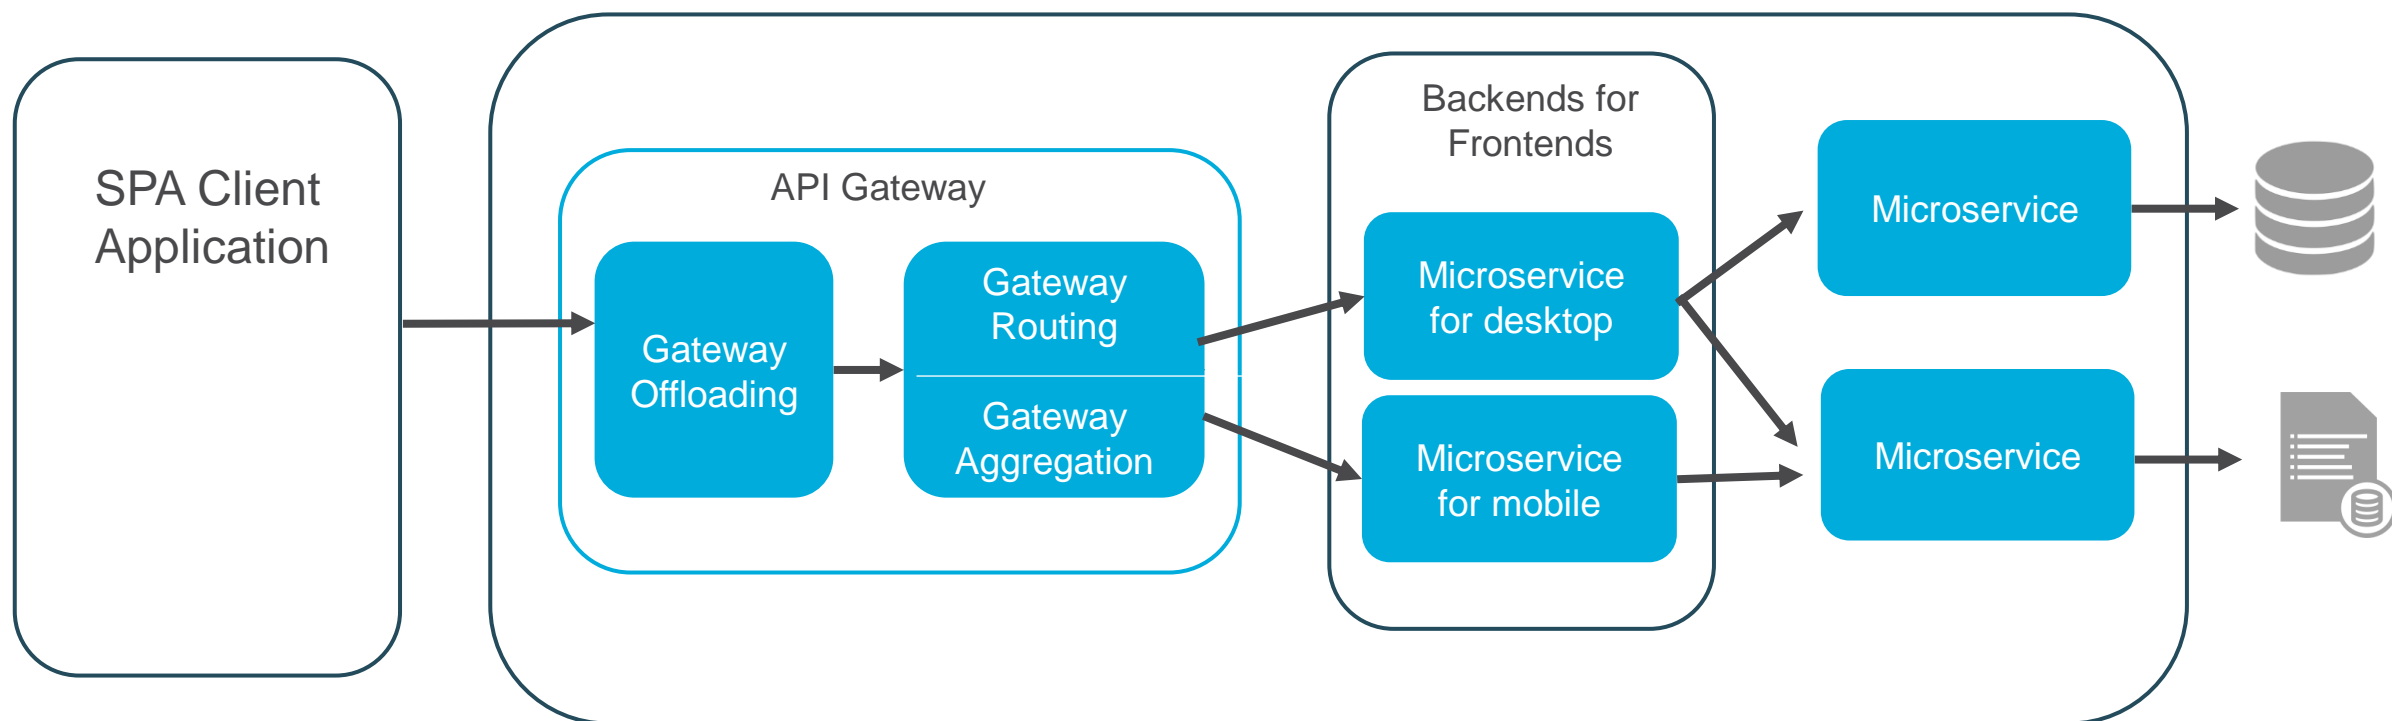 SPA Client
Application
API Gateway
Gateway
Offloading
Gateway
Routing
Gateway
Aggregation
Backends for
Frontends
Microservice
for desktop
Microservice
for mobile
Microservice
Microservice